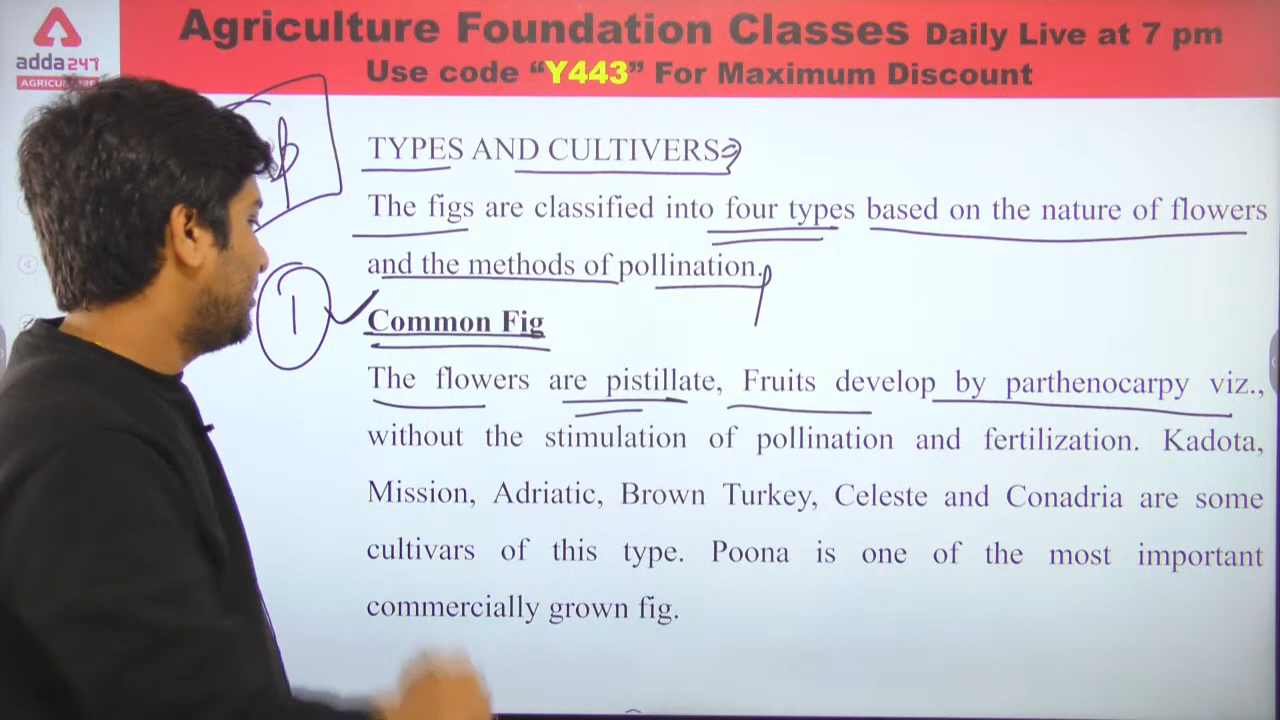 Agriculture Foundation Classes Daily Live at 7 pm
Use code “Y443” For Maximum Discount
adda247
TYPES AND CULTIVERS
The figs are classified into four types based on the nature of flowers
and the methods of pollination.
1
Common Fig
The flowers are pistillate, Fruits develop by parthenocarpy viz.,
without the stimulation of pollination and fertilization. Kadota,
Mission, Adriatic, Brown Turkey, Celeste and Conadria are some
cultivars of this type. Poona is one of the most important
commercially grown fig.